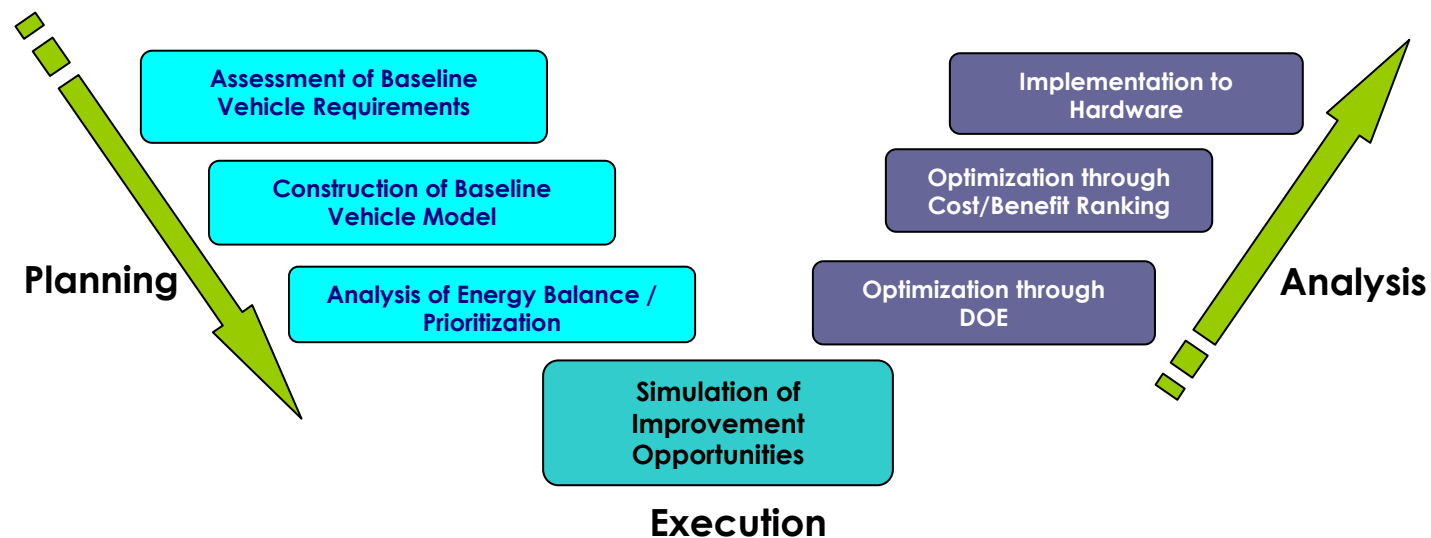 Assessment of Baseline
Vehicle Requirements
Construction of Baseline
Vehicle Model
Analysis of Energy Balance /
Prioritization
Planning
Simulation of
Improvement
Opportunities
Execution
Implementation to
Hardware
Optimization through
Cost/Benefit Ranking
Optimization through
DOE
Analysis